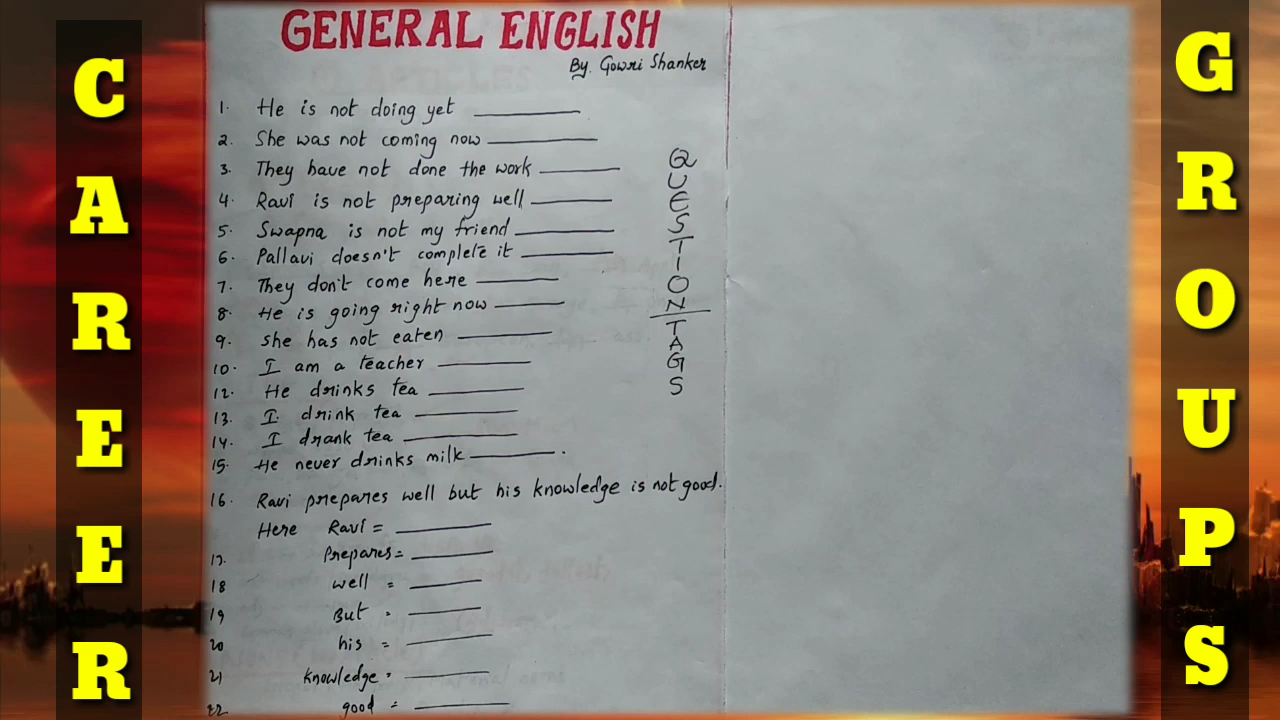 CAREER
GENERAL ENGLISH
By. Gowri Shanker
1. He is not doing yet
2. She was not coming now
3. They have not done the work
4. Ravi is not preparing well
5. Swapna is not my friend
6. Pallavi doesn't complete it
7. They don't come here
8. He is going right now
9. She has not eaten
10. I am a teacher
12. He drinks tea
13. I drink tea
14. I drank tea
15. He never drinks milk .
QUESTION TAGS
16. Ravi prepares well but his knowledge is not good.
Here Ravi =
17. Prepares=
18 well =
19 But =
20 his =
21 knowledge =
22 good =
GROUPS